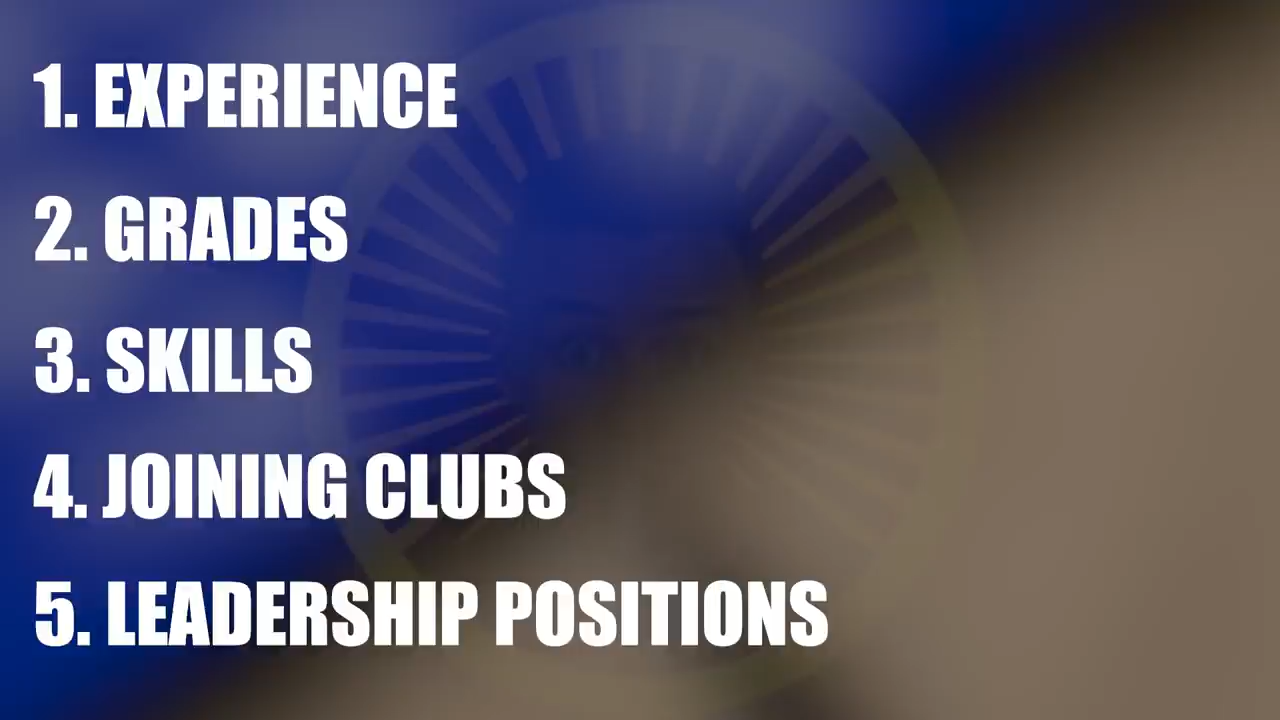 1. EXPERIENCE
2. GRADES
3. SKILLS
4. JOINING CLUBS
5. LEADERSHIP POSITIONS